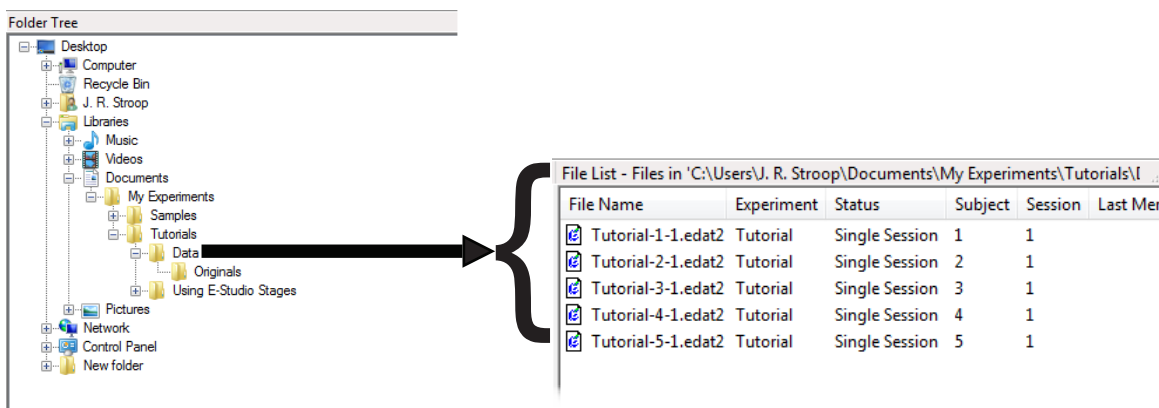 Folder Tree
Desktop
Computer
Recycle Bin
J. R. Stroop
Libraries
Music
Videos
Documents
My Experiments
Samples
Tutorials
Data
Originals
Using E-Studio Stages
Pictures
Network
Control Panel
New folder
File List - Files in 'C:\Users\J. R. Stroop\Documents\My Experiments\Tutorials\
File Name Experiment Status Subject Session Last Mer
Tutorial-1-1.edat2 Tutorial Single Session 1 1
Tutorial-2-1.edat2 Tutorial Single Session 2 1
Tutorial-3-1.edat2 Tutorial Single Session 3 1
Tutorial-4-1.edat2 Tutorial Single Session 4 1
Tutorial-5-1.edat2 Tutorial Single Session 5 1